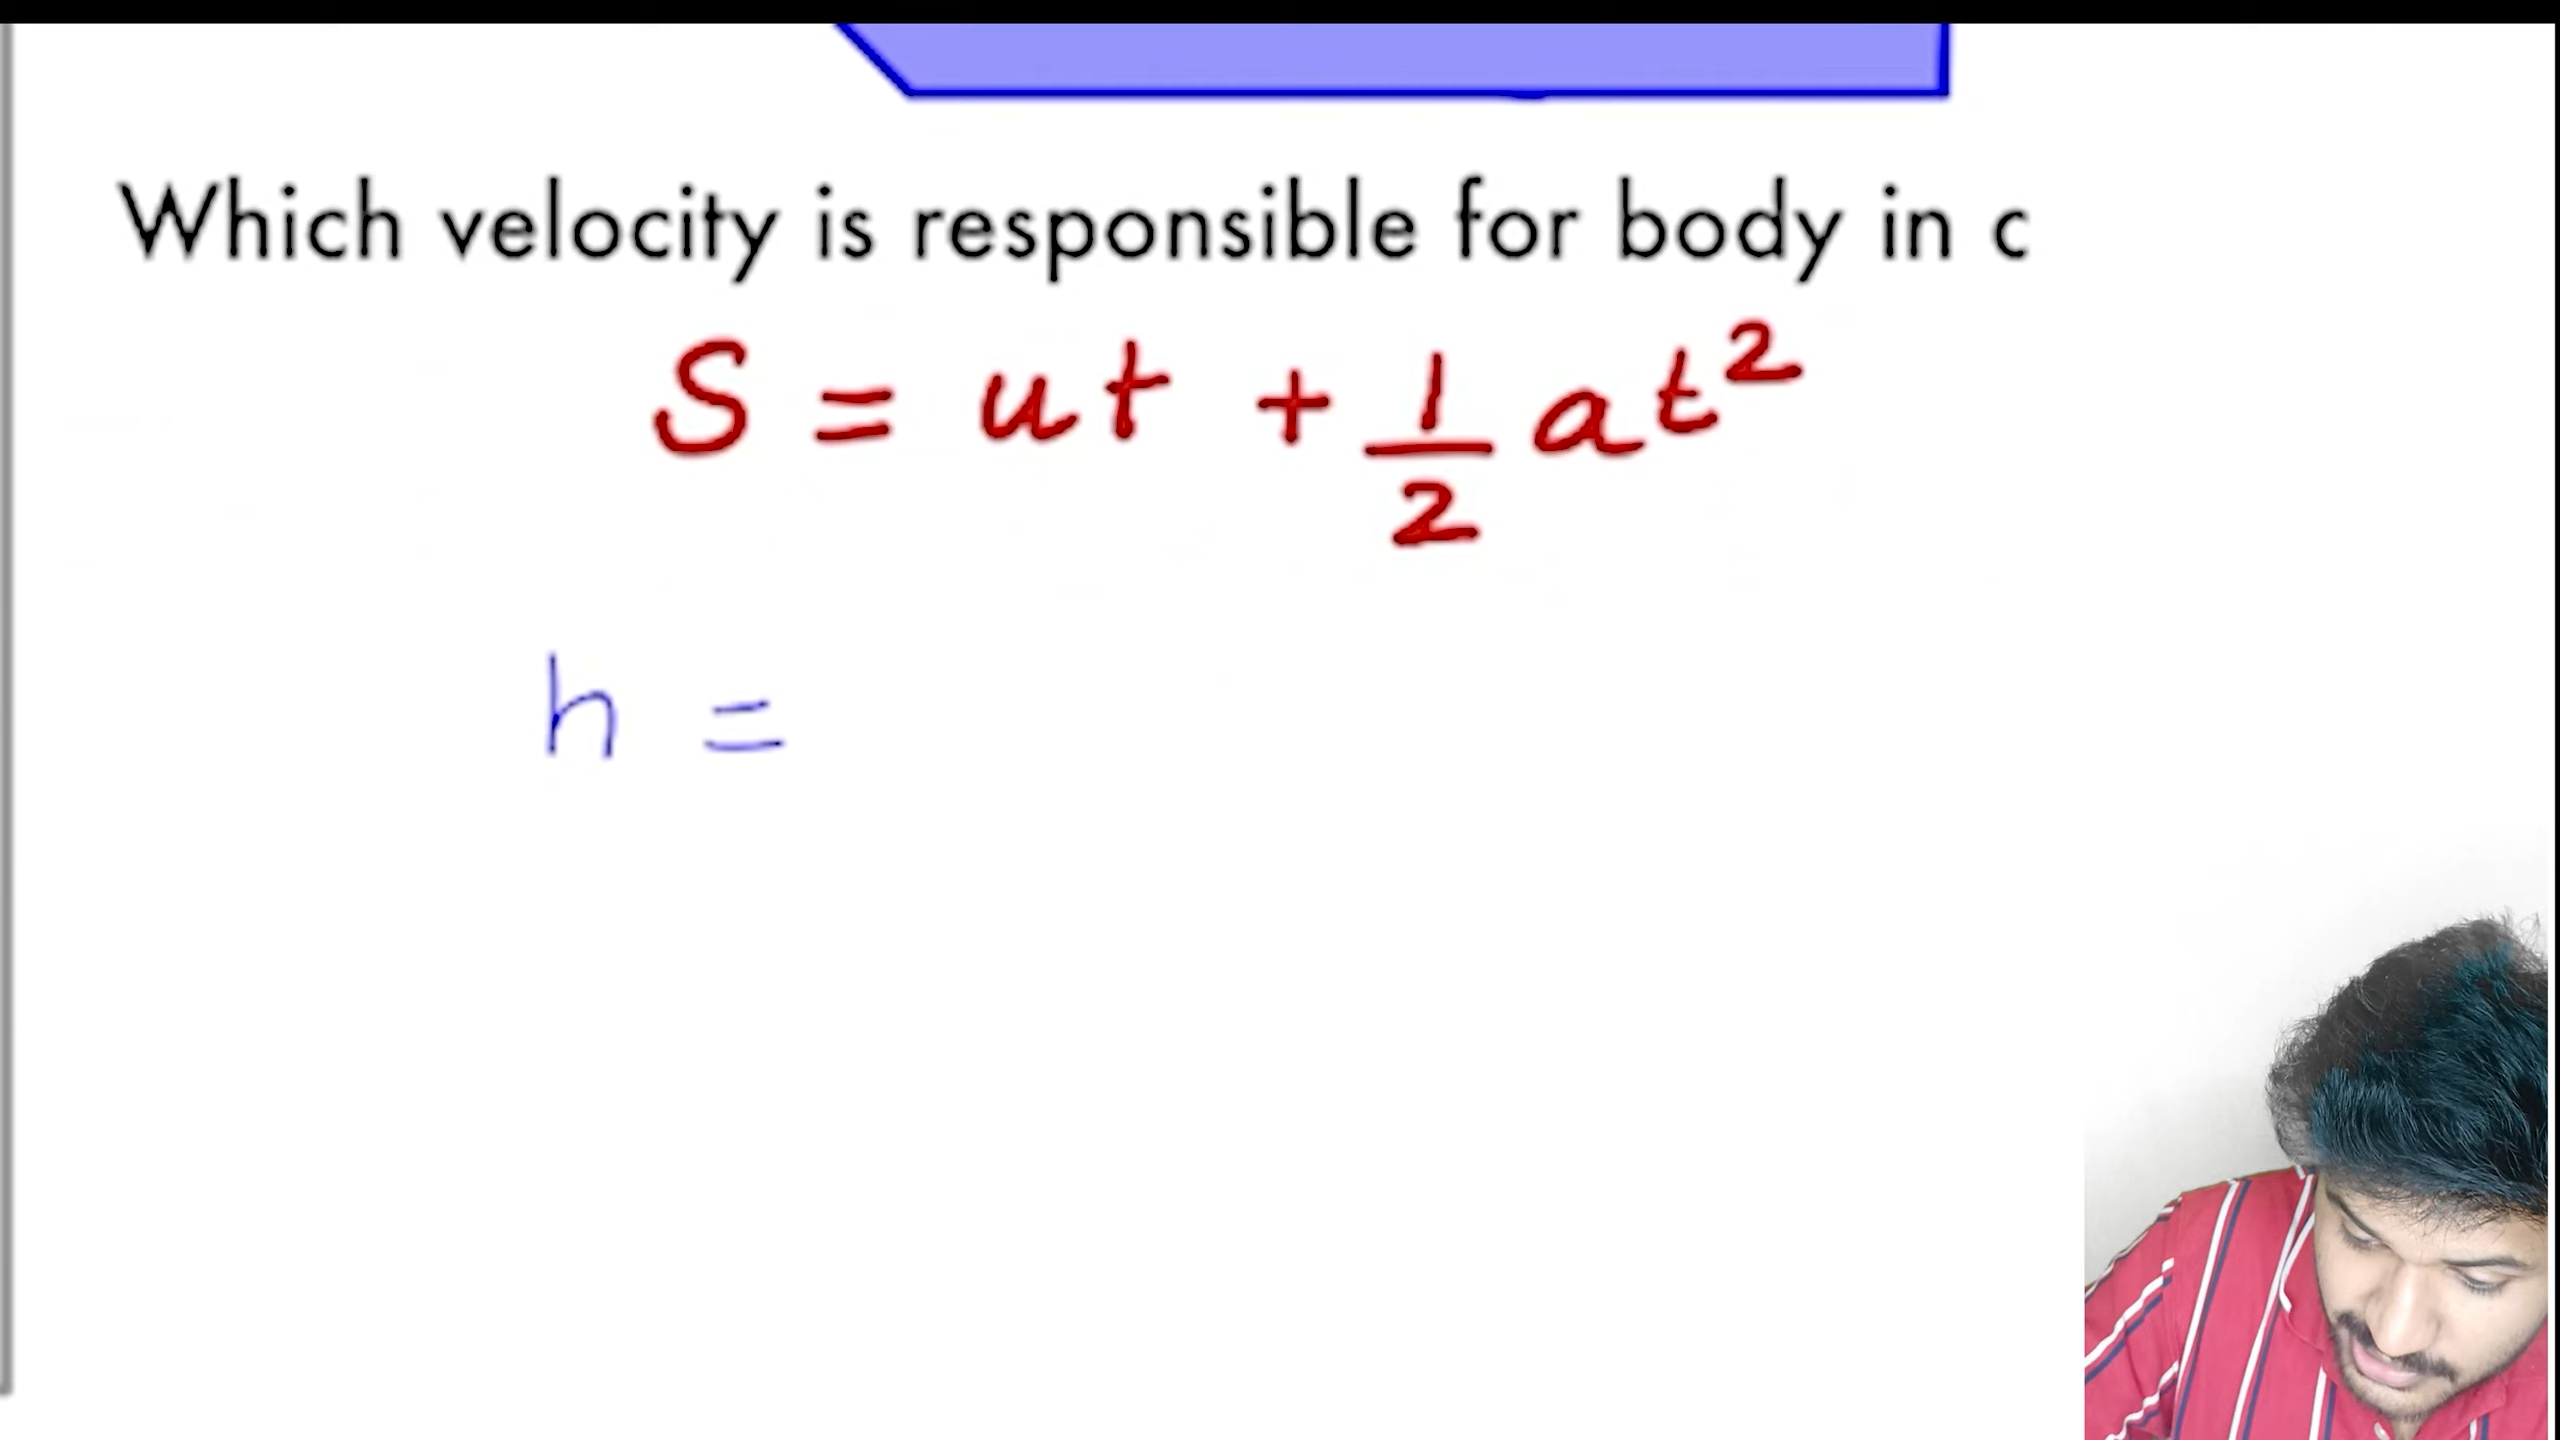 Which velocity is responsible for body in c
S = ut + 1/2 at²
h =